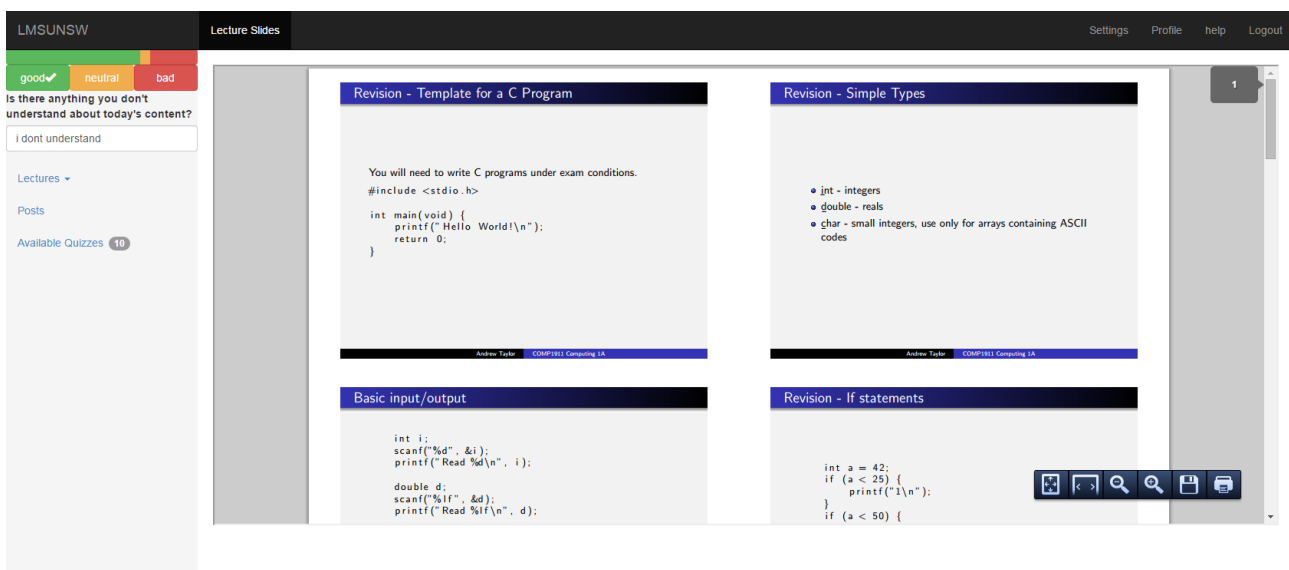 LMSUNSW
Lecture Slides
Settings
Profile
help
Logout
good✔
neutral
bad
Is there anything you don't
understand about today's content?
i dont understand
Lectures
Posts
Available Quizzes 10
1
Revision - Template for a C Program
You will need to write C programs under exam conditions.
#include <stdio.h>
int main(void) {
printf("Hello World!\n");
return 0;
}
Andrew Taylor
COMP1911 Computing 1A
Revision - Simple Types
int - integers
double - reals
char - small integers, use only for arrays containing ASCII
codes
Andrew Taylor
COMP1911 Computing 1A
Basic input/output
int i;
scanf("%d", &i);
printf("Read %d\n", i);
double d;
scanf("%lf", &d);
printf("Read %lf\n", d);
Revision - If statements
int a = 42;
if (a < 25) {
printf("1\n");
}
if (a < 50) {